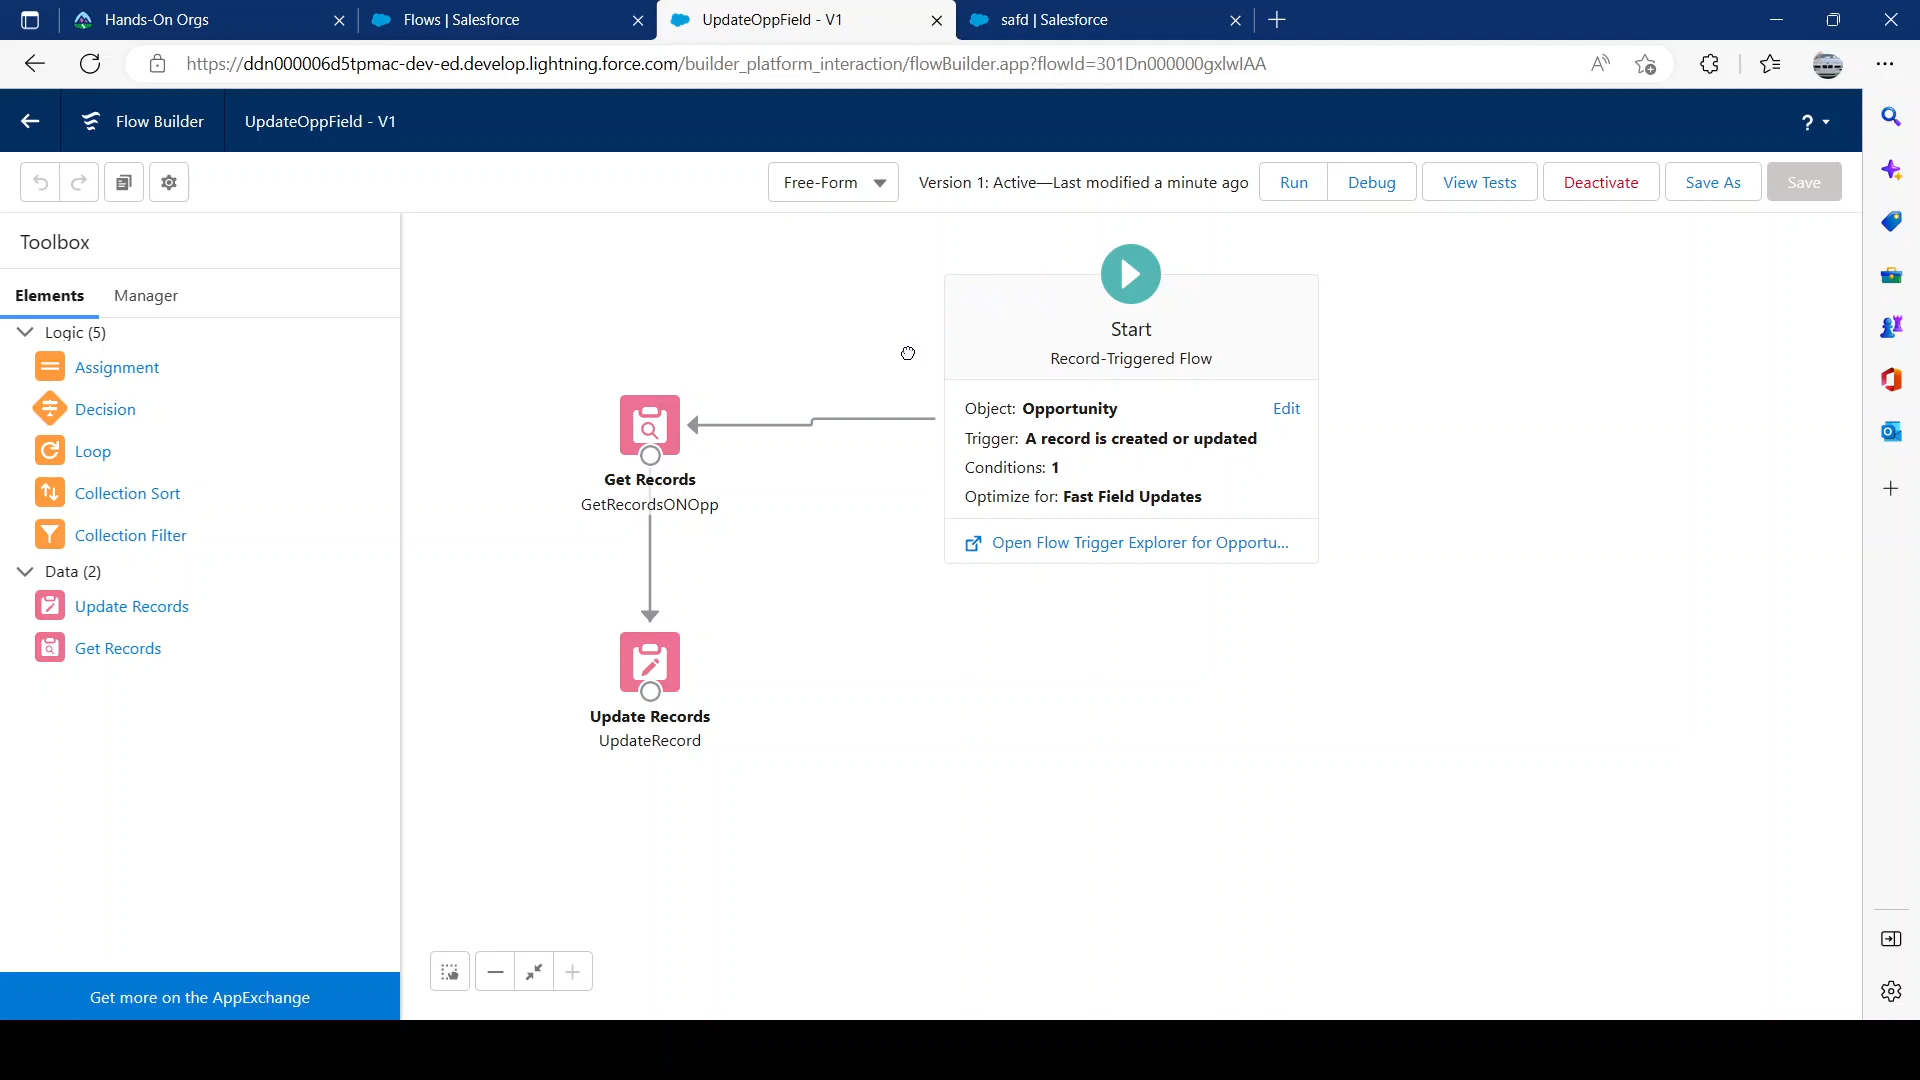 Hands-On Orgs
Flows | Salesforce
UpdateOppField - V1
safd | Salesforce
https://ddn000006d5tpmac-dev-ed.develop.lightning.force.com/builder_platform_interaction/flowBuilder.app?flowId=301Dn000000gxlwIAA
Flow Builder
UpdateOppField - V1
?
Free-Form
Version 1: Active—Last modified a minute ago
Run
Debug
View Tests
Deactivate
Save As
Save
Toolbox
Elements
Manager
Logic (5)
Assignment
Decision
Loop
Collection Sort
Collection Filter
Data (2)
Update Records
Get Records
Get more on the AppExchange
Start
Record-Triggered Flow
Object: Opportunity
Edit
Trigger: A record is created or updated
Conditions: 1
Optimize for: Fast Field Updates
Open Flow Trigger Explorer for Opportu...
Get Records
GetRecordsONOpp
Update Records
UpdateRecord